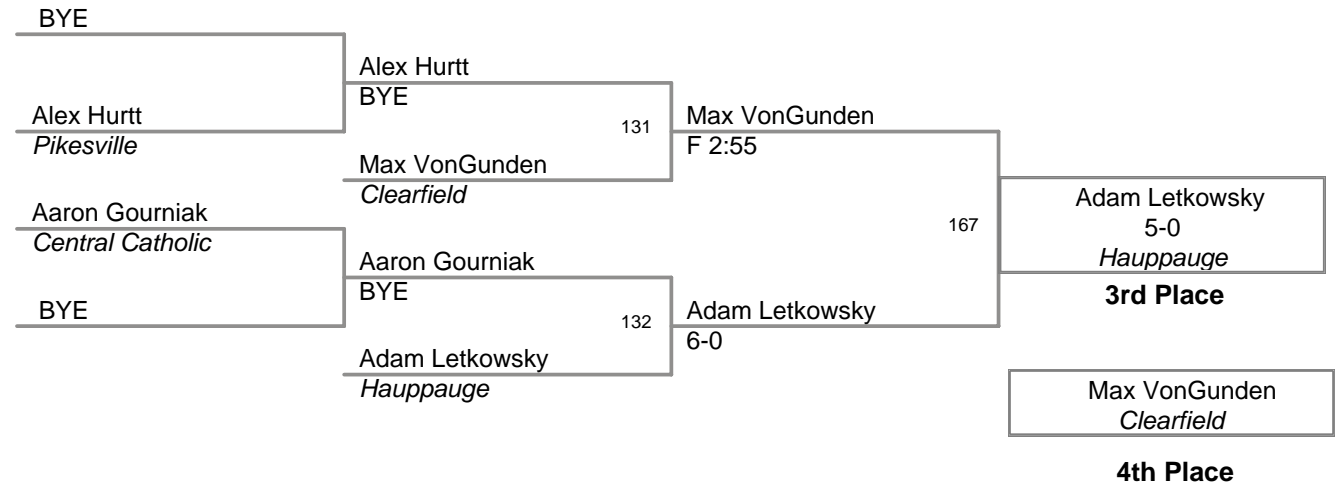 BYE
Alex Hurtt
BYE
Alex Hurtt
Pikesville
131
Max VonGunden
F 2:55
Max VonGunden
Clearfield
Aaron Gourniak
Central Catholic
167
Adam Letkowsky
5-0
Hauppauge
3rd Place
Aaron Gourniak
BYE
BYE
132
Adam Letkowsky
6-0
Adam Letkowsky
Hauppauge
Max VonGunden
Clearfield
4th Place